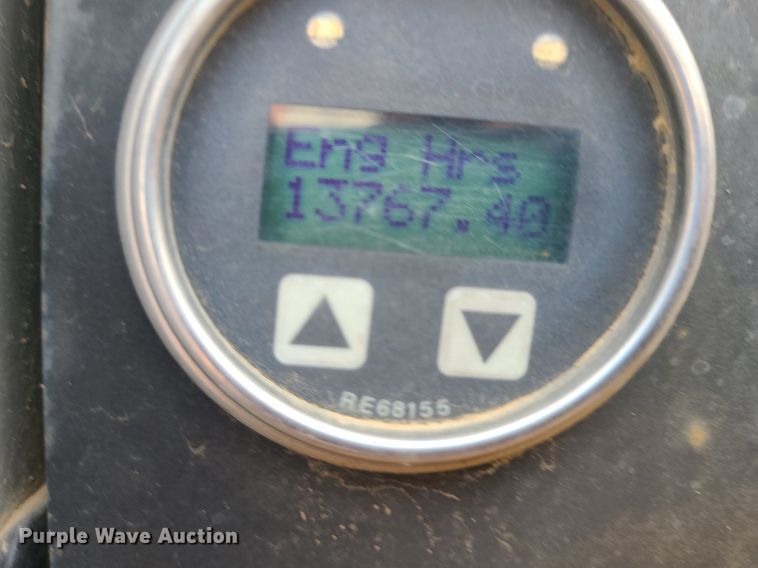 Eng Hrs
13767.40
RE68155
Purple Wave Auction